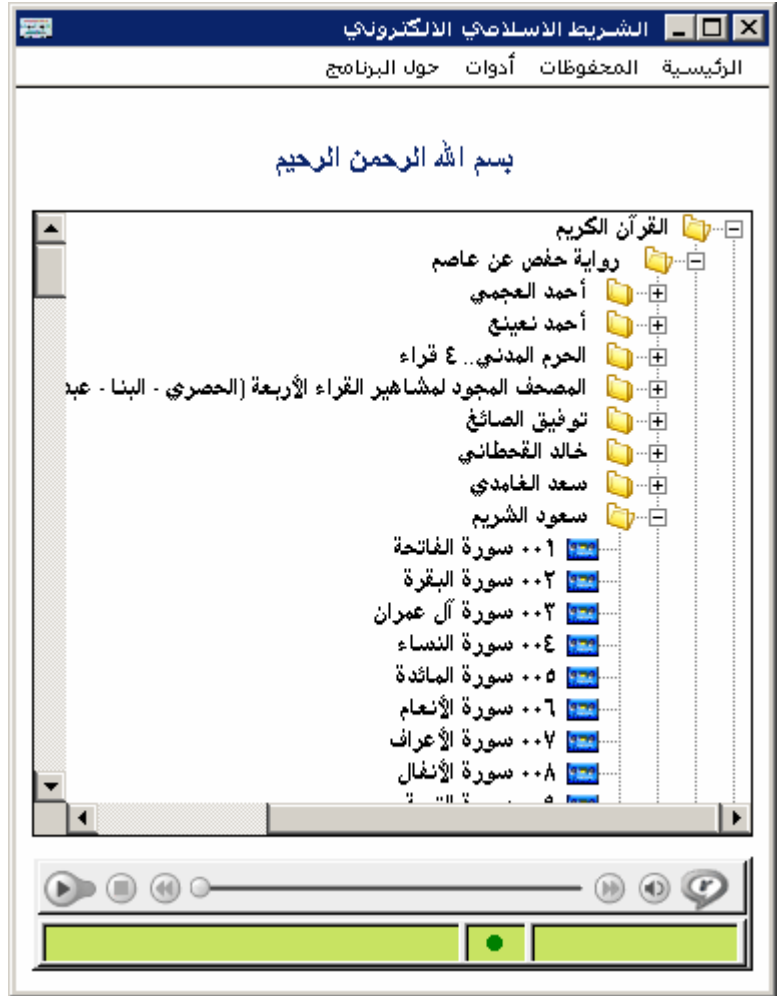 الشريط الاسلامي الالكتروني
الرئيسية المحفوظات أدوات حول البرنامج
بسم الله الرحمن الرحيم
القرآن الكريم
رواية حفص عن عاصم
أحمد العجمي
أحمد نعينع
الحرم المدني.. ٤ قراء
المصحف المجود لمشاهير القراء الأربعة (الحصري - البنا - عبد
توفيق الصائغ
خالد القحطاني
سعد الغامدي
سعود الشريم
٠٠١ سورة الفاتحة
٠٠٢ سورة البقرة
٠٠٣ سورة آل عمران
٠٠٤ سورة النساء
٠٠٥ سورة المائدة
٠٠٦ سورة الأنعام
٠٠٧ سورة الأعراف
٠٠٨ سورة الأنفال